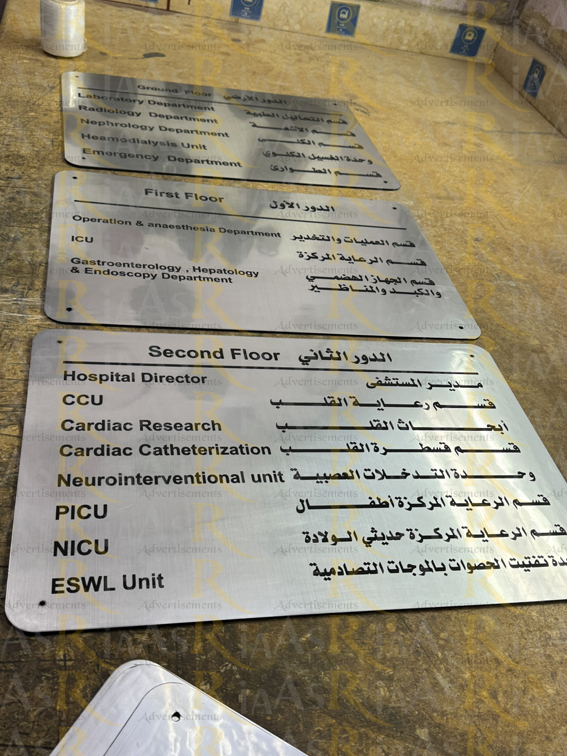 Ground Floor الدور الأرضي
Laboratory Department قسم التحاليل الطبية
Radiology Department قسم الأشعة
Nephrology Department قسم الكلى
Heamodialysis Unit وحدة الغسيل الكلوي
Emergency Department قسم الطوارئ
First Floor الدور الأول
Operation & anaesthesia Department قسم العمليات والتخدير
ICU قسم الرعاية المركزة
Gastroenterology , Hepatology قسم الجهاز الهضمي
& Endoscopy Department والكبد والمناظير
Second Floor الدور الثاني
Hospital Director مدير المستشفى
CCU قسم رعاية القلب
Cardiac Research أبحاث القلب
Cardiac Catheterization قسم قسطرة القلب
Neurointerventional unit وحدة التدخلات العصبية
PICU قسم الرعاية المركزة أطفال
NICU قسم الرعاية المركزة حديثي الولادة
ESWL Unit تفتيت الحصوات بالموجات التصادمية
Advertisements